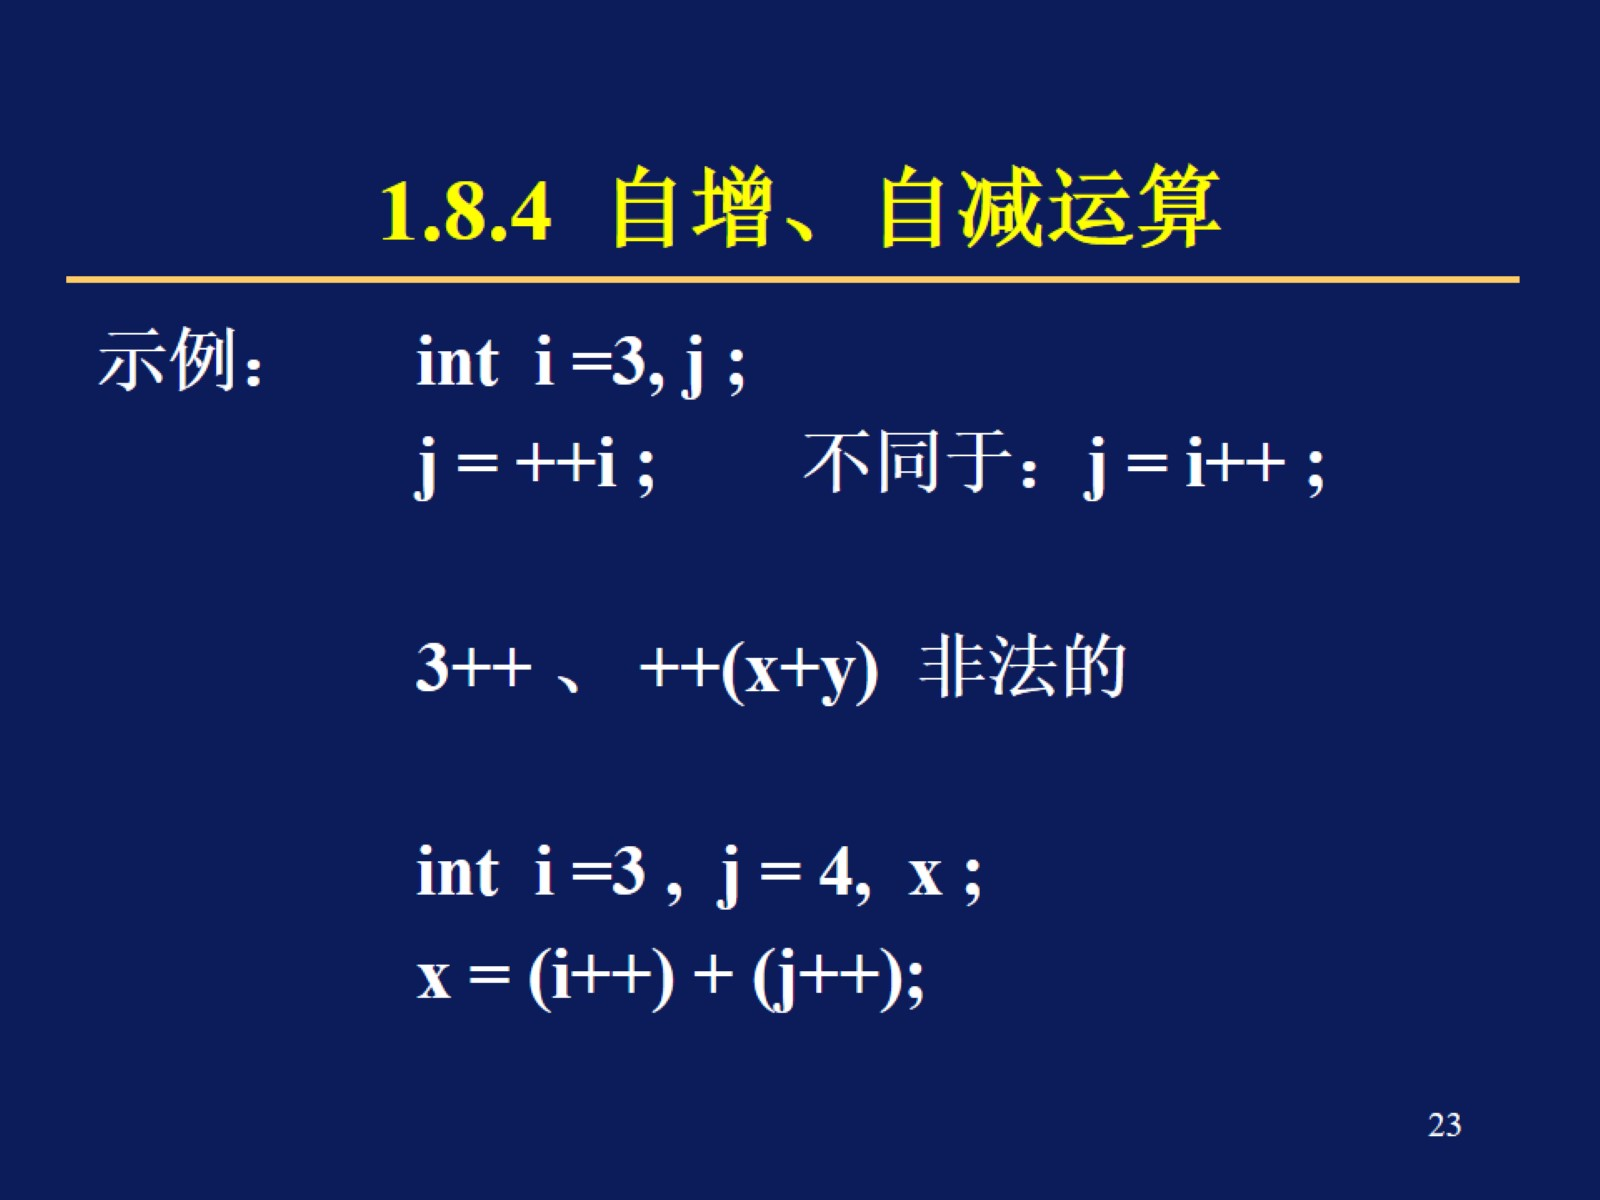 1.8.4 自增、自减运算
示例： int i =3, j ;
j = ++i ; 不同于：j = i++ ;
3++ 、 ++(x+y) 非法的
int i =3 , j = 4, x ;
x = (i++) + (j++);
23